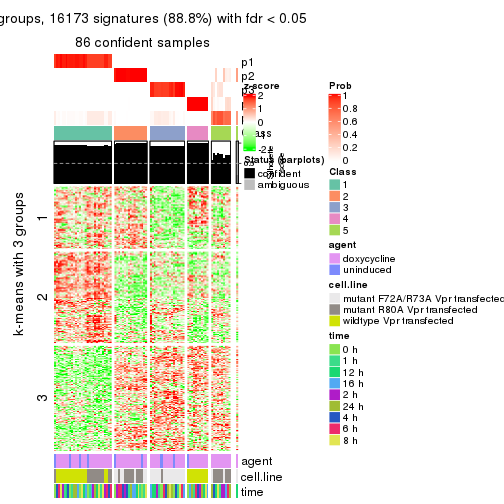 groups, 16173 signatures (88.8%) with fdr < 0.05
86 confident samples
p1
p2
p3
z-score
2
1
0
-2
Status (barplots)
confident
ambiguous
k-means with 3 groups
1
2
3
agent
cell.line
time
Prob
1
0.8
0.6
0.4
0.2
0
Class
1
2
3
4
5
agent
doxycycline
uninduced
cell.line
mutant F72A/R73A Vpr transfected
mutant R80A Vpr transfected
wildtype Vpr transfected
time
0 h
1 h
12 h
16 h
2 h
24 h
4 h
6 h
8 h